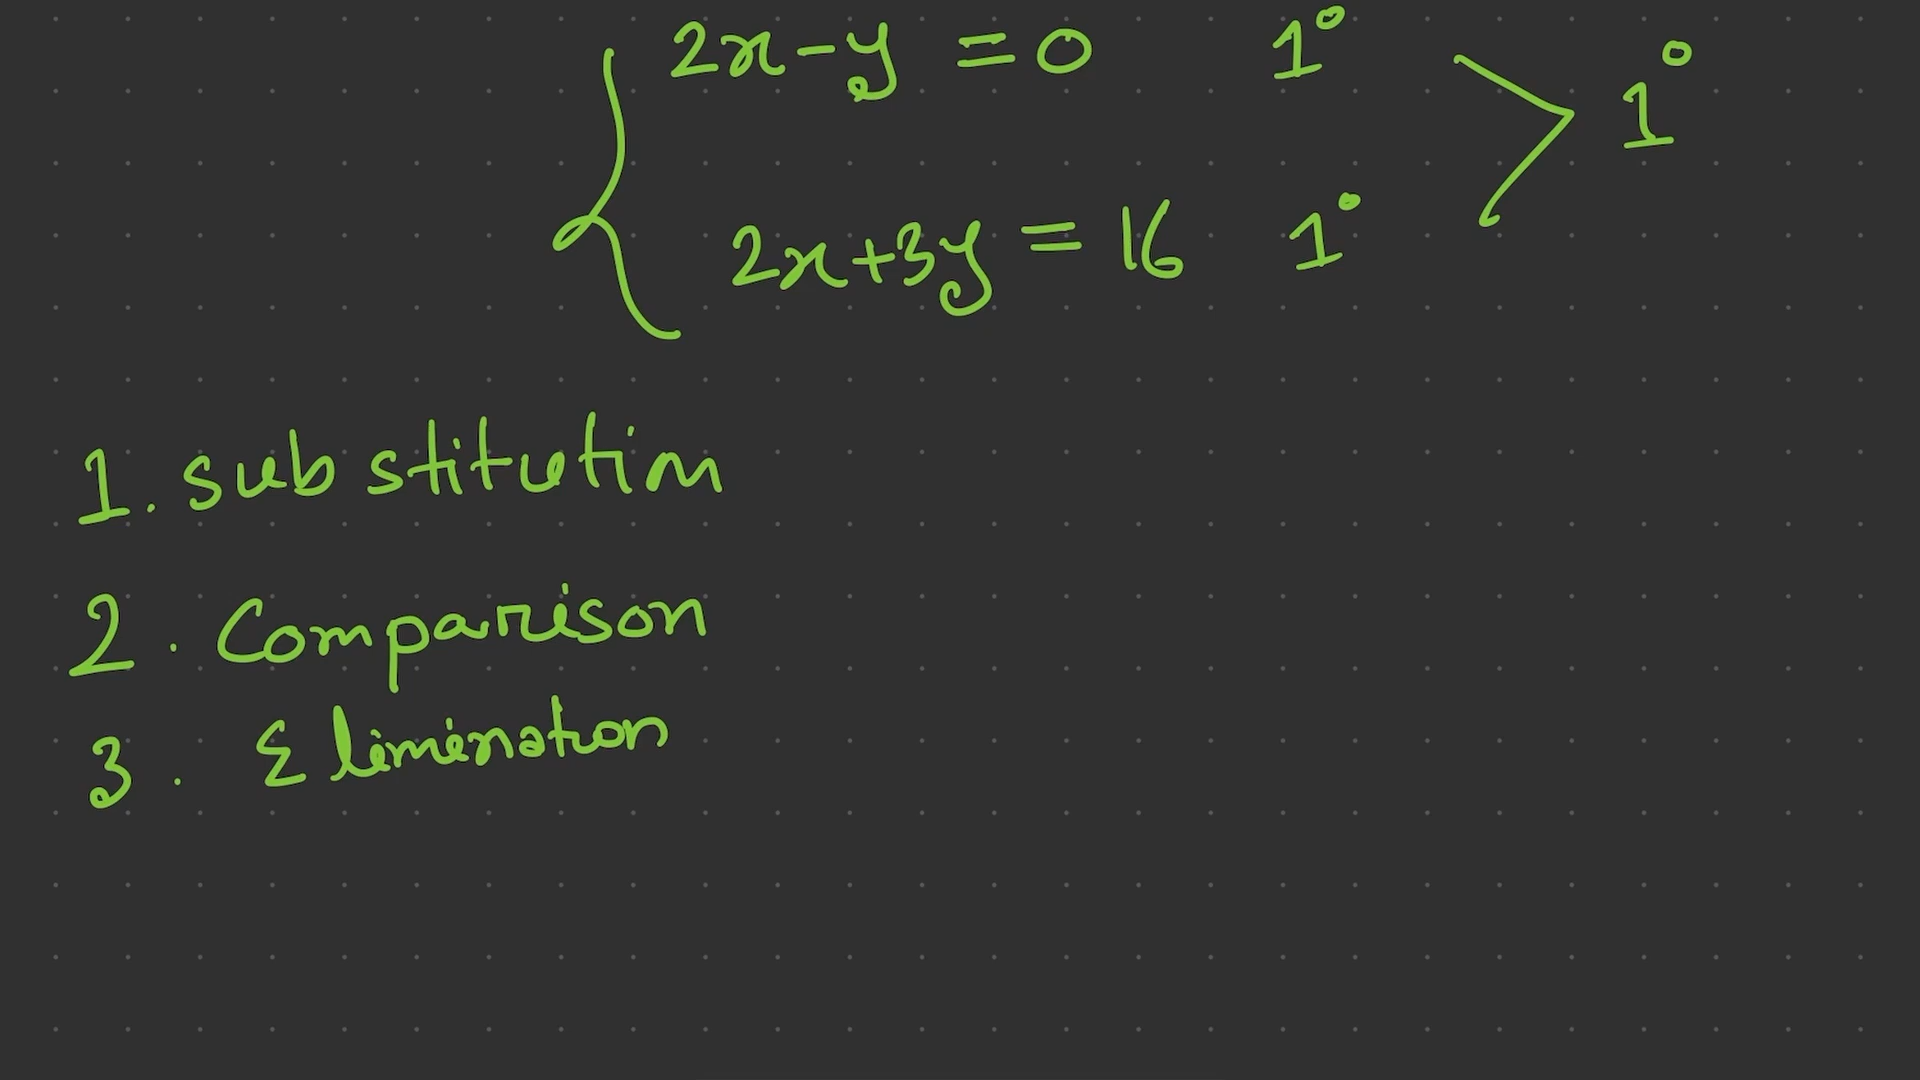 2x-y = 0 1° 1°
2x+3y = 16 1°
1. substitution
2. Comparison
3. Elimination